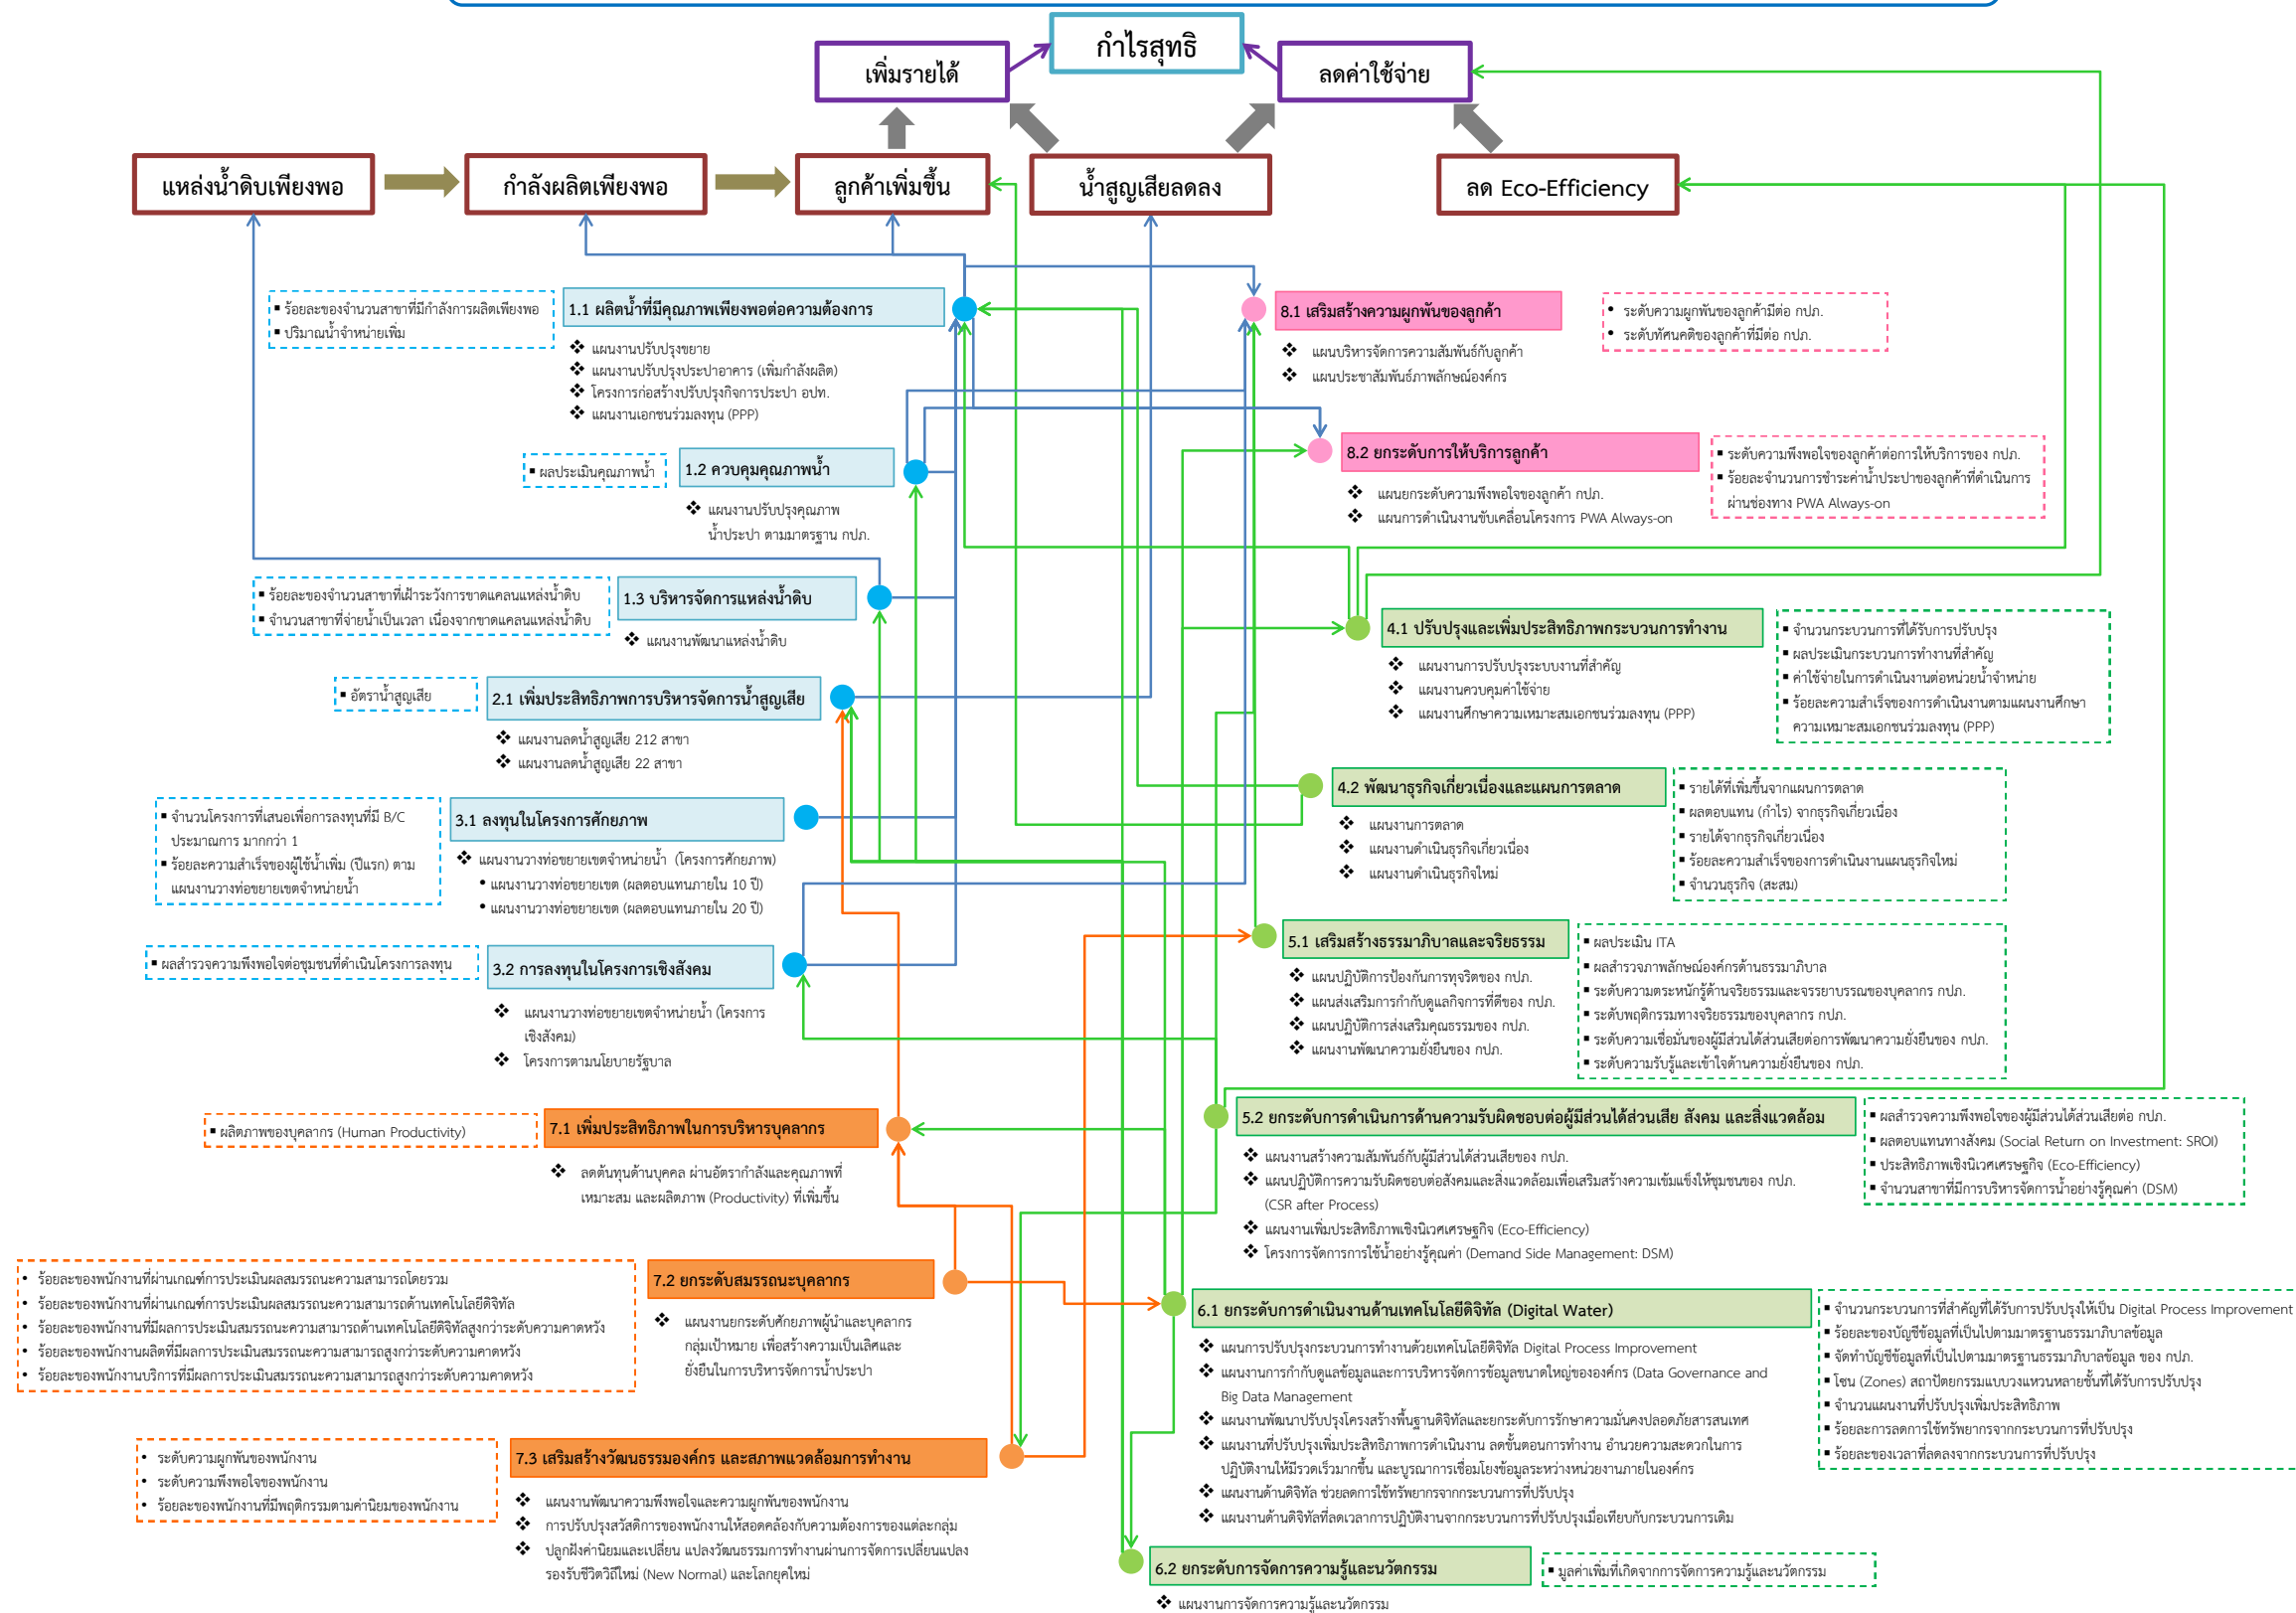 กำไรสุทธิ
เพิ่มรายได้
ลดค่าใช้จ่าย
แหล่งน้ำดิบเพียงพอ
กำลังผลิตเพียงพอ
ลูกค้าเพิ่มขึ้น
น้ำสูญเสียลดลง
ลด Eco-Efficiency
▪ ร้อยละของจำนวนสาขาที่มีกำลังการผลิตเพียงพอ
▪ ปริมาณน้ำจำหน่ายเพิ่ม
1.1 ผลิตน้ำที่มีคุณภาพเพียงพอต่อความต้องการ
❖ แผนงานปรับปรุงขยาย
❖ แผนงานปรับปรุงประปาอาคาร (เพิ่มกำลังผลิต)
❖ โครงการก่อสร้างปรับปรุงกิจการประปา อปท.
❖ แผนงานเอกชนร่วมลงทุน (PPP)
8.1 เสริมสร้างความผูกพันของลูกค้า
❖ แผนบริหารจัดการความสัมพันธ์กับลูกค้า
❖ แผนประชาสัมพันธ์ภาพลักษณ์องค์กร
• ระดับความผูกพันของลูกค้ามีต่อ กปภ.
• ระดับทัศนคติของลูกค้าที่มีต่อ กปภ.
▪ ผลประเมินคุณภาพน้ำ
1.2 ควบคุมคุณภาพน้ำ
❖ แผนงานปรับปรุงคุณภาพ
น้ำประปา ตามมาตรฐาน กปภ.
8.2 ยกระดับการให้บริการลูกค้า
❖ แผนยกระดับความพึงพอใจของลูกค้า กปภ.
❖ แผนการดำเนินงานขับเคลื่อนโครงการ PWA Always-on
▪ ระดับความพึงพอใจของลูกค้าต่อการให้บริการของ กปภ.
▪ ร้อยละจำนวนการชำระค่าน้ำประปาของลูกค้าที่ดำเนินการ
ผ่านช่องทาง PWA Always-on
▪ ร้อยละของจำนวนสาขาที่เฝ้าระวังการขาดแคลนแหล่งน้ำดิบ
▪ จำนวนสาขาที่จ่ายน้ำเป็นเวลา เนื่องจากขาดแคลนแหล่งน้ำดิบ
1.3 บริหารจัดการแหล่งน้ำดิบ
❖ แผนงานพัฒนาแหล่งน้ำดิบ
4.1 ปรับปรุงและเพิ่มประสิทธิภาพกระบวนการทำงาน
❖ แผนงานการปรับปรุงระบบงานที่สำคัญ
❖ แผนงานควบคุมค่าใช้จ่าย
❖ แผนงานศึกษาความเหมาะสมเอกชนร่วมลงทุน (PPP)
▪ จำนวนกระบวนการที่ได้รับการปรับปรุง
▪ ผลประเมินกระบวนการทำงานที่สำคัญ
▪ ค่าใช้จ่ายในการดำเนินงานต่อหน่วยน้ำจำหน่าย
▪ ร้อยละความสำเร็จของการดำเนินงานตามแผนงานศึกษา
ความเหมาะสมเอกชนร่วมลงทุน (PPP)
▪ อัตราน้ำสูญเสีย
2.1 เพิ่มประสิทธิภาพการบริหารจัดการน้ำสูญเสีย
❖ แผนงานลดน้ำสูญเสีย 212 สาขา
❖ แผนงานลดน้ำสูญเสีย 22 สาขา
4.2 พัฒนาธุรกิจเกี่ยวเนื่องและแผนการตลาด
❖ แผนงานการตลาด
❖ แผนงานดำเนินธุรกิจเกี่ยวเนื่อง
❖ แผนงานดำเนินธุรกิจใหม่
▪ รายได้ที่เพิ่มขึ้นจากแผนการตลาด
▪ ผลตอบแทน (กำไร) จากธุรกิจเกี่ยวเนื่อง
▪ รายได้จากธุรกิจเกี่ยวเนื่อง
▪ ร้อยละความสำเร็จของการดำเนินงานแผนธุรกิจใหม่
▪ จำนวนธุรกิจ (สะสม)
▪ จำนวนโครงการที่เสนอเพื่อการลงทุนที่มี B/C
ประมาณการ มากกว่า 1
▪ ร้อยละความสำเร็จของผู้ใช้น้ำเพิ่ม (ปีแรก) ตาม
แผนงานวางท่อขยายเขตจำหน่ายน้ำ
3.1 ลงทุนในโครงการศักยภาพ
❖ แผนงานวางท่อขยายเขตจำหน่ายน้ำ (โครงการศักยภาพ)
• แผนงานวางท่อขยายเขต (ผลตอบแทนภายใน 10 ปี)
• แผนงานวางท่อขยายเขต (ผลตอบแทนภายใน 20 ปี)
5.1 เสริมสร้างธรรมาภิบาลและจริยธรรม
❖ แผนปฏิบัติการป้องกันการทุจริตของ กปภ.
❖ แผนส่งเสริมการกำกับดูแลกิจการที่ดีของ กปภ.
❖ แผนปฏิบัติการส่งเสริมคุณธรรมของ กปภ.
❖ แผนงานพัฒนาความยั่งยืนของ กปภ.
▪ ผลประเมิน ITA
▪ ผลสำรวจภาพลักษณ์องค์กรด้านธรรมาภิบาล
▪ ระดับความตระหนักรู้ด้านจริยธรรมและจรรยาบรรณของบุคลากร กปภ.
▪ ระดับพฤติกรรมทางจริยธรรมของบุคลากร กปภ.
▪ ระดับความเชื่อมั่นของผู้มีส่วนได้ส่วนเสียต่อการพัฒนาความยั่งยืนของ กปภ.
▪ ระดับความรับรู้และเข้าใจด้านความยั่งยืนของ กปภ.
▪ ผลสำรวจความพึงพอใจต่อชุมชนที่ดำเนินโครงการลงทุน
3.2 การลงทุนในโครงการเชิงสังคม
❖ แผนงานวางท่อขยายเขตจำหน่ายน้ำ (โครงการ
เชิงสังคม)
❖ โครงการตามนโยบายรัฐบาล
▪ ผลิตภาพของบุคลากร (Human Productivity)
7.1 เพิ่มประสิทธิภาพในการบริหารบุคลากร
❖ ลดต้นทุนด้านบุคคล ผ่านอัตรากำลังและคุณภาพที่
เหมาะสม และผลิตภาพ (Productivity) ที่เพิ่มขึ้น
5.2 ยกระดับการดำเนินการด้านความรับผิดชอบต่อผู้มีส่วนได้ส่วนเสีย สังคม และสิ่งแวดล้อม
❖ แผนงานสร้างความสัมพันธ์กับผู้มีส่วนได้ส่วนเสียของ กปภ.
❖ แผนปฏิบัติการความรับผิดชอบต่อสังคมและสิ่งแวดล้อมเพื่อเสริมสร้างความเข้มแข็งให้ชุมชนของ กปภ.
(CSR after Process)
❖ แผนงานเพิ่มประสิทธิภาพเชิงนิเวศเศรษฐกิจ (Eco-Efficiency)
❖ โครงการจัดการการใช้น้ำอย่างรู้คุณค่า (Demand Side Management: DSM)
▪ ผลสำรวจความพึงพอใจของผู้มีส่วนได้ส่วนเสียต่อ กปภ.
▪ ผลตอบแทนทางสังคม (Social Return on Investment: SROI)
▪ ประสิทธิภาพเชิงนิเวศเศรษฐกิจ (Eco-Efficiency)
▪ จำนวนสาขาที่มีการบริหารจัดการน้ำอย่างรู้คุณค่า (DSM)
• ร้อยละของพนักงานที่ผ่านเกณฑ์การประเมินผลสมรรถนะความสามารถโดยรวม
• ร้อยละของพนักงานที่ผ่านเกณฑ์การประเมินผลสมรรถนะความสามารถด้านเทคโนโลยีดิจิทัล
• ร้อยละของพนักงานที่มีผลการประเมินสมรรถนะความสามารถด้านเทคโนโลยีดิจิทัลสูงกว่าระดับความคาดหวัง
• ร้อยละของพนักงานผลิตที่มีผลการประเมินสมรรถนะความสามารถสูงกว่าระดับความคาดหวัง
• ร้อยละของพนักงานบริการที่มีผลการประเมินสมรรถนะความสามารถสูงกว่าระดับความคาดหวัง
7.2 ยกระดับสมรรถนะบุคลากร
❖ แผนงานยกระดับศักยภาพผู้นำและบุคลากร
กลุ่มเป้าหมาย เพื่อสร้างความเป็นเลิศและ
ยั่งยืนในการบริหารจัดการน้ำประปา
6.1 ยกระดับการดำเนินงานด้านเทคโนโลยีดิจิทัล (Digital Water)
❖ แผนการปรับปรุงกระบวนการทำงานด้วยเทคโนโลยีดิจิทัล Digital Process Improvement
❖ แผนงานการกำกับดูแลข้อมูลและการบริหารจัดการข้อมูลขนาดใหญ่ขององค์กร (Data Governance and
Big Data Management
❖ แผนงานพัฒนาปรับปรุงโครงสร้างพื้นฐานดิจิทัลและยกระดับการรักษาความมั่นคงปลอดภัยสารสนเทศ
❖ แผนงานที่ปรับปรุงเพิ่มประสิทธิภาพการดำเนินงาน ลดขั้นตอนการทำงาน อำนวยความสะดวกในการ
ปฏิบัติงานให้มีรวดเร็วมากขึ้น และบูรณาการเชื่อมโยงข้อมูลระหว่างหน่วยงานภายในองค์กร
❖ แผนงานด้านดิจิทัล ช่วยลดการใช้ทรัพยากรจากกระบวนการที่ปรับปรุง
❖ แผนงานด้านดิจิทัลที่ลดเวลาการปฏิบัติงานจากกระบวนการที่ปรับปรุงเมื่อเทียบกับกระบวนการเดิม
▪ จำนวนกระบวนการที่สำคัญที่ได้รับการปรับปรุงให้เป็น Digital Process Improvement
▪ ร้อยละของบัญชีข้อมูลที่เป็นไปตามมาตรฐานธรรมาภิบาลข้อมูล
▪ จัดทำบัญชีข้อมูลที่เป็นไปตามมาตรฐานธรรมาภิบาลข้อมูล ของ กปภ.
▪ โซน (Zones) สถาปัตยกรรมแบบวงแหวนหลายชั้นที่ได้รับการปรับปรุง
▪ จำนวนแผนงานที่ปรับปรุงเพิ่มประสิทธิภาพ
▪ ร้อยละการลดการใช้ทรัพยากรจากกระบวนการที่ปรับปรุง
▪ ร้อยละของเวลาที่ลดลงจากกระบวนการที่ปรับปรุง
• ระดับความผูกพันของพนักงาน
• ระดับความพึงพอใจของพนักงาน
• ร้อยละของพนักงานที่มีพฤติกรรมตามค่านิยมของพนักงาน
7.3 เสริมสร้างวัฒนธรรมองค์กร และสภาพแวดล้อมการทำงาน
❖ แผนงานพัฒนาความพึงพอใจและความผูกพันของพนักงาน
❖ การปรับปรุงสวัสดิการของพนักงานให้สอดคล้องกับความต้องการของแต่ละกลุ่ม
❖ ปลูกฝังค่านิยมและเปลี่ยน แปลงวัฒนธรรมการทำงานผ่านการจัดการเปลี่ยนแปลง
รองรับชีวิตวิถีใหม่ (New Normal) และโลกยุคใหม่
6.2 ยกระดับการจัดการความรู้และนวัตกรรม
❖ แผนงานการจัดการความรู้และนวัตกรรม
▪ มูลค่าเพิ่มที่เกิดจากการจัดการความรู้และนวัตกรรม